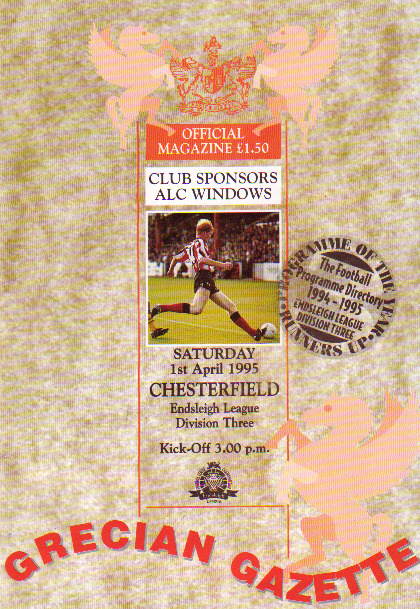 OFFICIAL
MAGAZINE £1.50
CLUB SPONSORS
ALC WINDOWS
PROGRAMME OF THE YEAR
The Football
Programme Directory
1994 - 1995
ENDSLEIGH LEAGUE
DIVISION THREE
RUNNERS UP
SATURDAY
1st April 1995
CHESTERFIELD
Endsleigh League
Division Three
Kick-Off 3.00 p.m.
GRECIAN GAZETTE